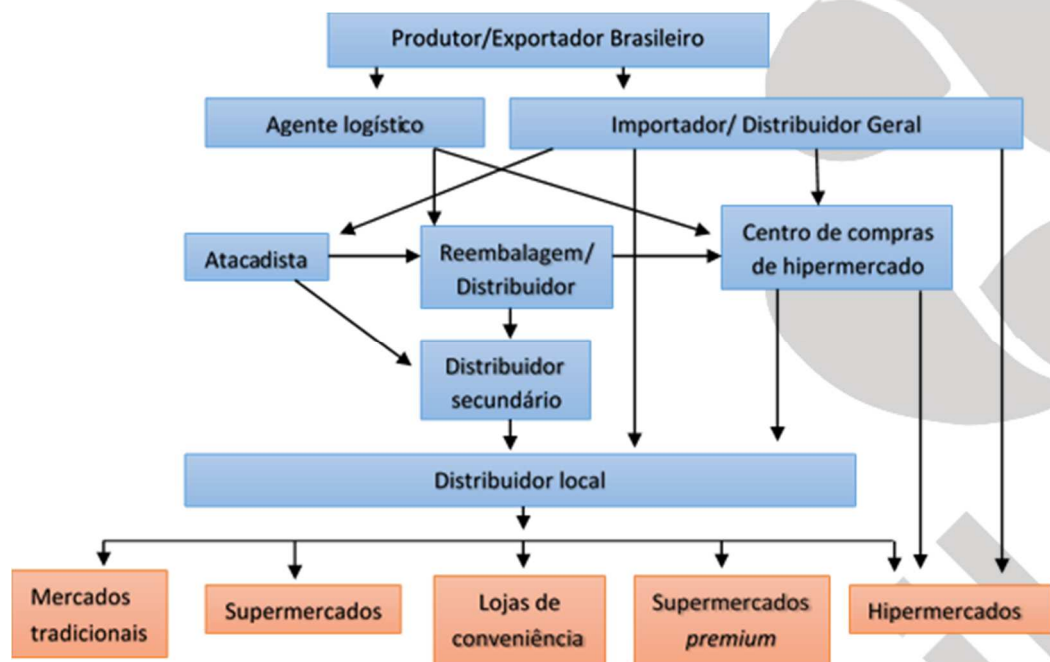 Produtor/Exportador Brasileiro
Agente logístico
Importador/ Distribuidor Geral
Atacadista
Reembalagem/
Distribuidor
Centro de compras
de hipermercado
Distribuidor
secundário
Distribuidor local
Mercados
tradicionais
Supermercados
Lojas de
conveniência
Supermercados
premium
Hipermercados